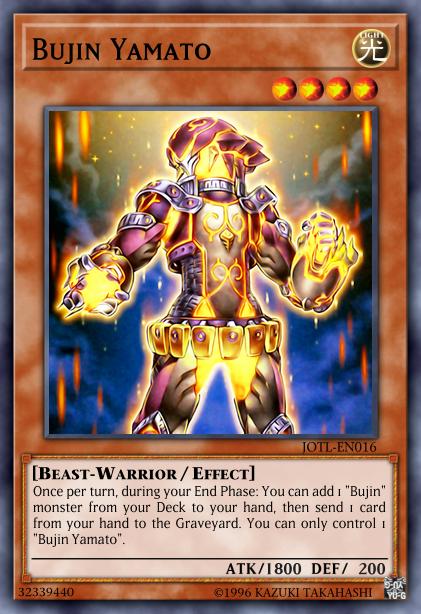 Bujin Yamato
LIGHT
光
JOTL-EN016
[Beast-Warrior / Effect]
Once per turn, during your End Phase: You can add 1 "Bujin"
monster from your Deck to your hand, then send 1 card
from your hand to the Graveyard. You can only control 1
"Bujin Yamato".
ATK/1800 DEF/ 200
32339440
©1996 KAZUKI TAKAHASHI